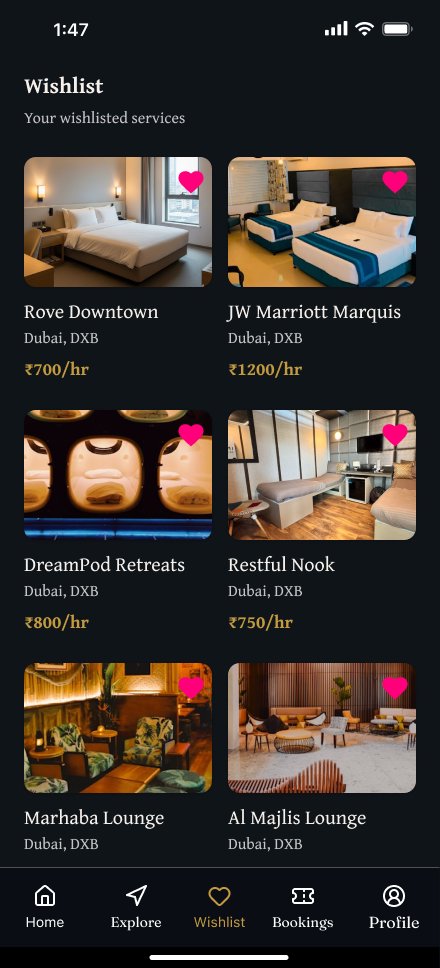 1:47
Wishlist
Your wishlisted services
Rove Downtown
JW Marriott Marquis
Dubai, DXB
Dubai, DXB
₹700/hr
₹1200/hr
DreamPod Retreats
Restful Nook
Dubai, DXB
Dubai, DXB
₹800/hr
₹750/hr
Marhaba Lounge
Al Majlis Lounge
Dubai, DXB
Dubai, DXB
Home
Explore
Wishlist
Bookings
Profile